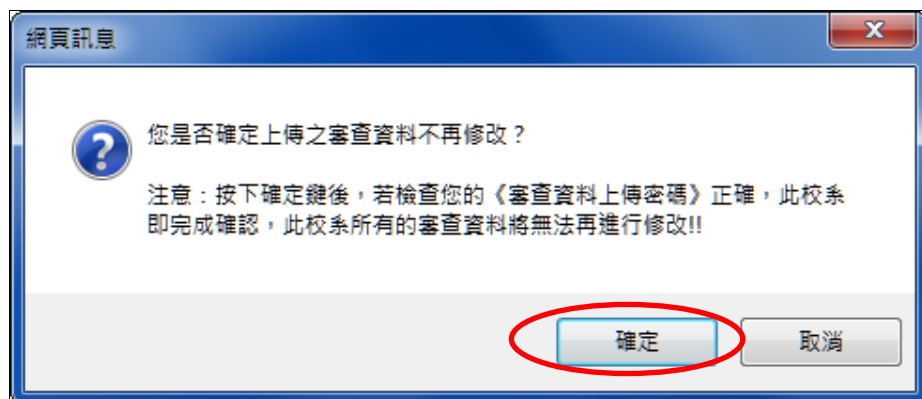 網頁訊息
您是否確定上傳之審查資料不再修改？
注意：按下確定鍵後，若檢查您的《審查資料上傳密碼》正確，此校系
即完成確認，此校系所有的審查資料將無法再進行修改!!
確定
取消